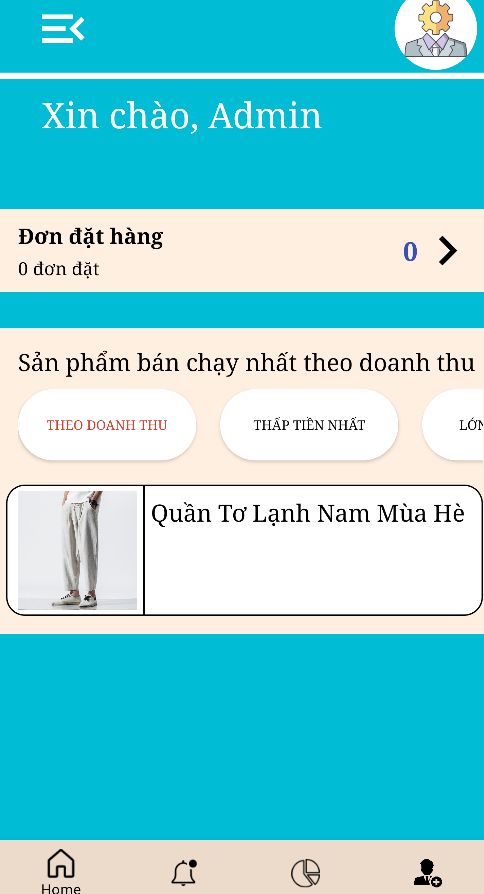 Xin chào, Admin
Đơn đặt hàng
0
0 đơn đặt
Sản phẩm bán chạy nhất theo doanh thu
THEO DOANH THU
THẤP TIỀN NHẤT
LỚN
Quần Tơ Lạnh Nam Mùa Hè
Home